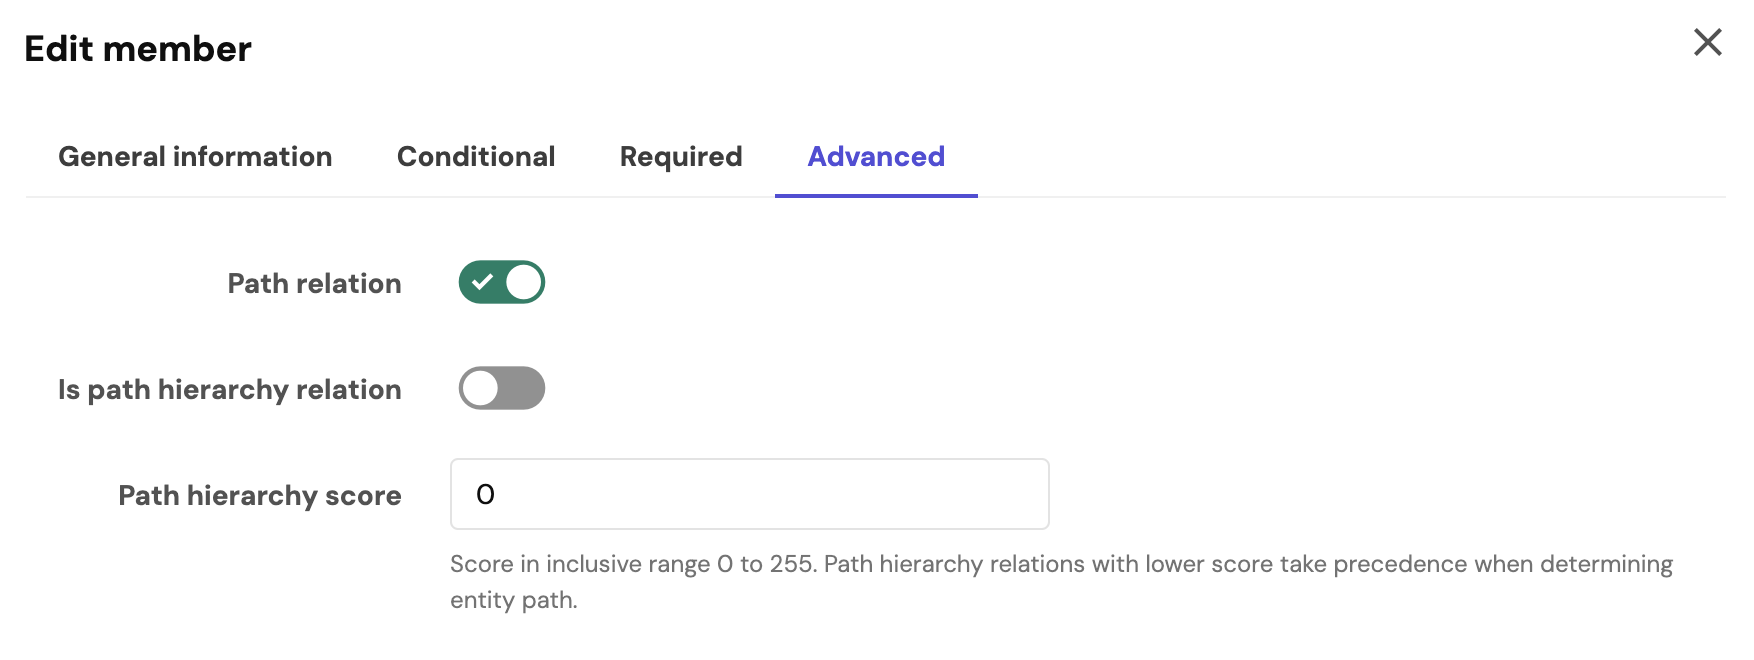 Edit member
General information Conditional Required Advanced
Path relation
Is path hierarchy relation
Path hierarchy score 0
Score in inclusive range 0 to 255. Path hierarchy relations with lower score take precedence when determining
entity path.